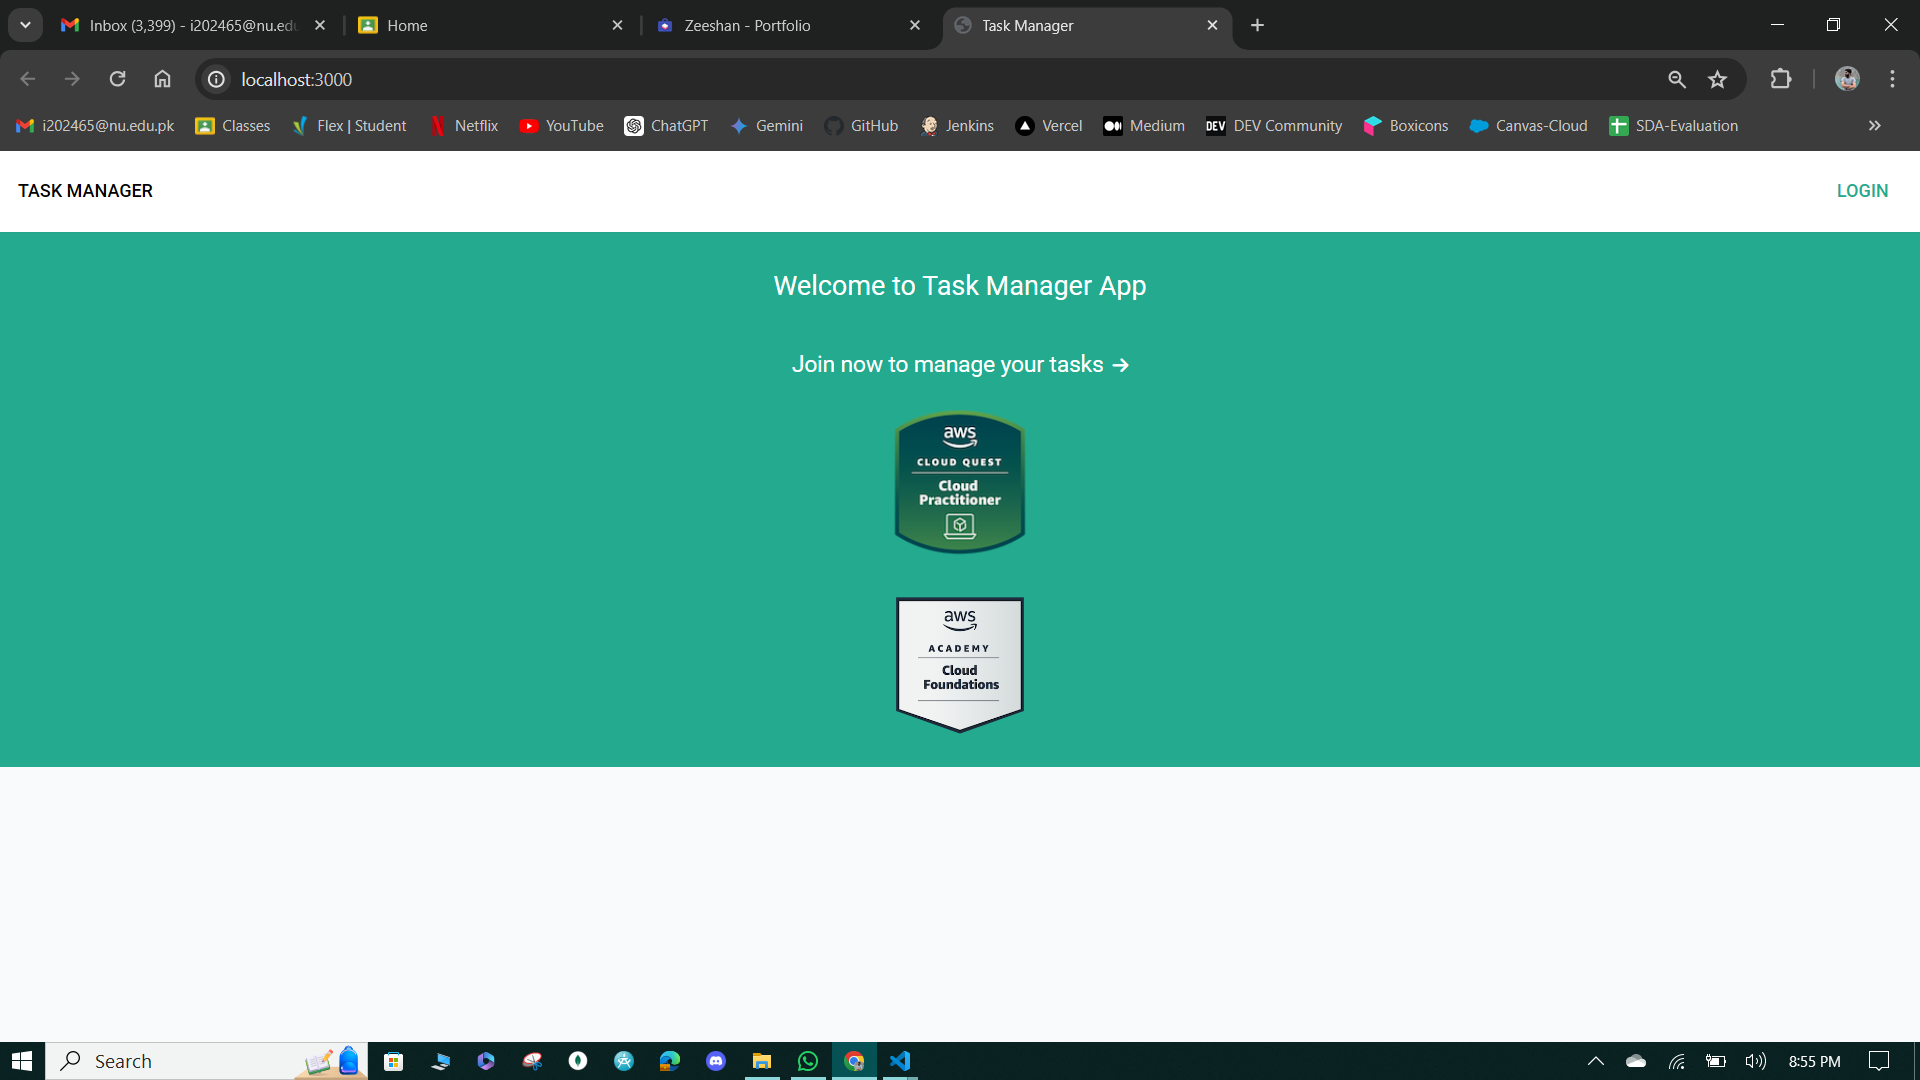 Inbox (3,399) - i202465@nu.edu
Home
Zeeshan - Portfolio
Task Manager
localhost:3000
i202465@nu.edu.pk
Classes
Flex | Student
Netflix
YouTube
ChatGPT
Gemini
GitHub
Jenkins
Vercel
Medium
DEV
DEV Community
Boxicons
Canvas-Cloud
SDA-Evaluation
TASK MANAGER
LOGIN
Welcome to Task Manager App
Join now to manage your tasks →
aws
CLOUD QUEST
Cloud
Practitioner
aws
ACADEMY
Cloud
Foundations
Search
8:55 PM